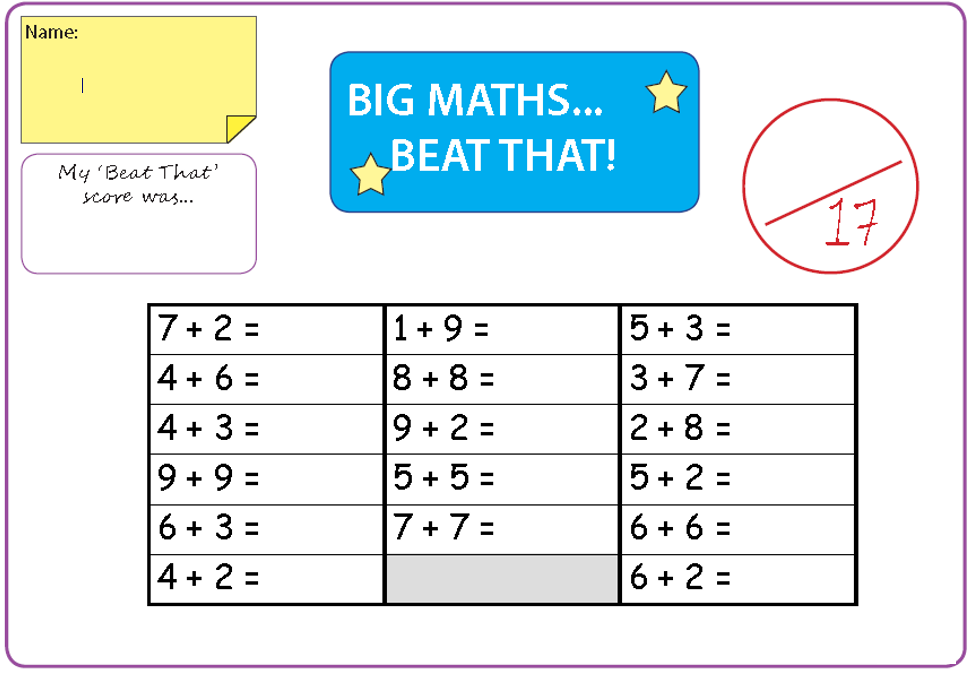 Name:
My ‘Beat That’
score was...
BIG MATHS...
BEAT THAT!
17
7 + 2 =
1 + 9 =
5 + 3 =
4 + 6 =
8 + 8 =
3 + 7 =
4 + 3 =
9 + 2 =
2 + 8 =
9 + 9 =
5 + 5 =
5 + 2 =
6 + 3 =
7 + 7 =
6 + 6 =
4 + 2 =
6 + 2 =